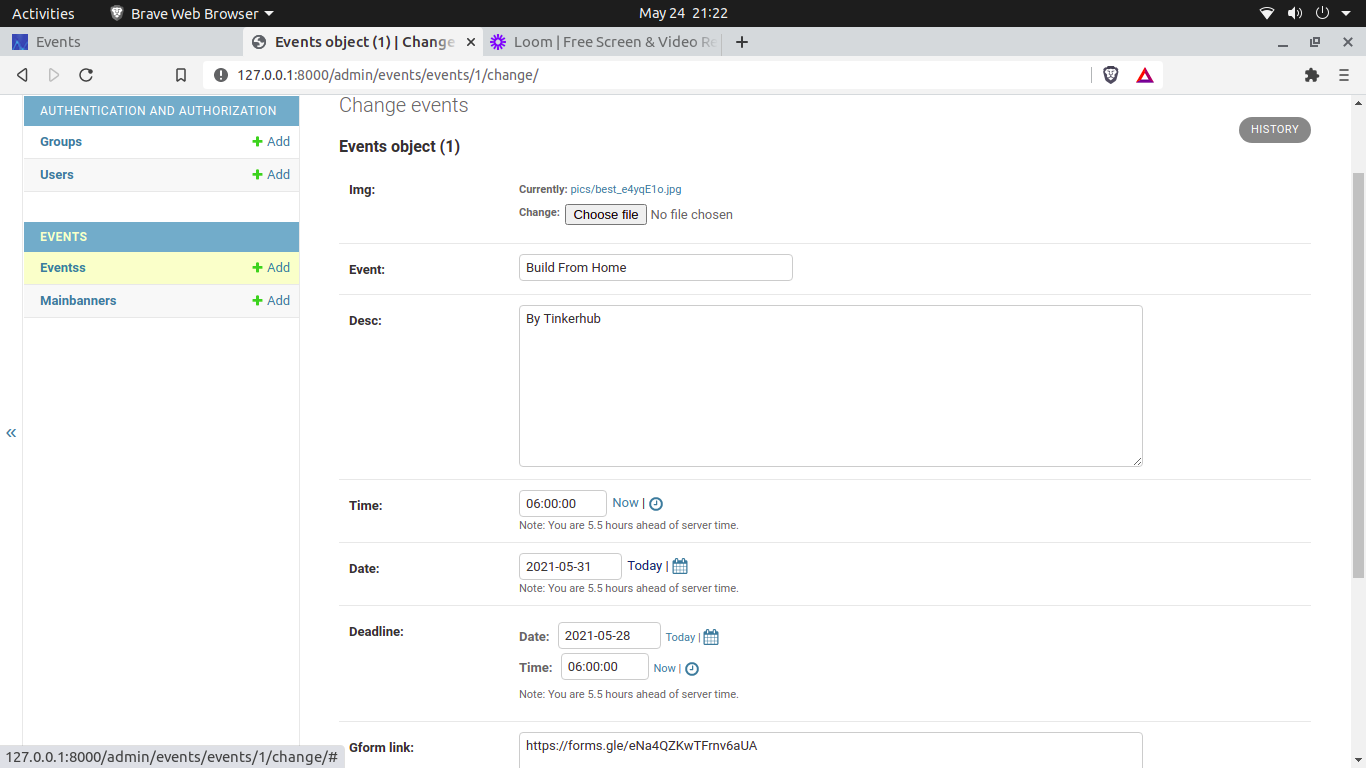 Activities Brave Web Browser May 24 21:22
Events Events object (1) | Change Loom | Free Screen & Video Re
127.0.0.1:8000/admin/events/events/1/change/
AUTHENTICATION AND AUTHORIZATION
Groups Add
Users Add
EVENTS
Eventss Add
Mainbanners Add
Change events
HISTORY
Events object (1)
Img: Currently: pics/best_e4yqE1o.jpg
Change: Choose file No file chosen
Event: Build From Home
Desc: By Tinkerhub
Time: 06:00:00 Now |
Note: You are 5.5 hours ahead of server time.
Date: 2021-05-31 Today |
Note: You are 5.5 hours ahead of server time.
Deadline: Date: 2021-05-28 Today |
Time: 06:00:00 Now |
Note: You are 5.5 hours ahead of server time.
Gform link: https://forms.gle/eNa4QZKwTFrnv6aUA
127.0.0.1:8000/admin/events/events/1/change/#